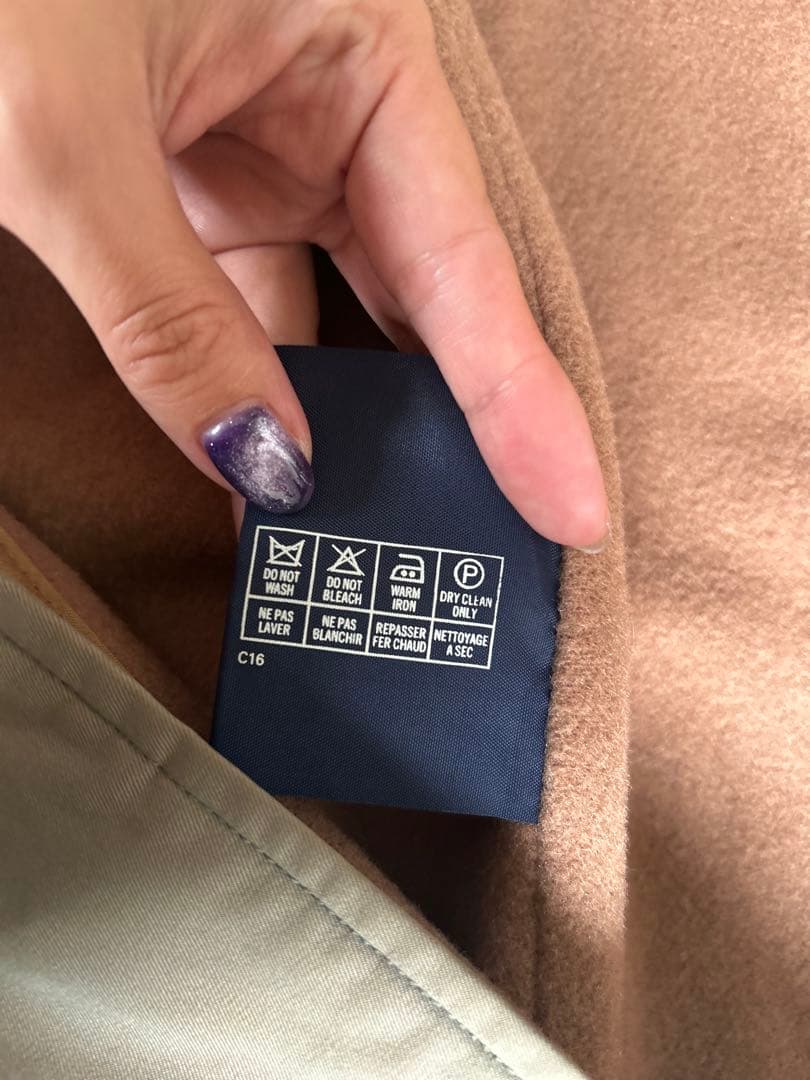 P
DO NOT
WASH
DO NOT
BLEACH
WARM
IRON
DRY CLEAN
ONLY
NE PAS
LAVER
NE PAS
BLANCHIR
REPASSER
FER CHAUD
NETTOYAGE
A SEC
C16